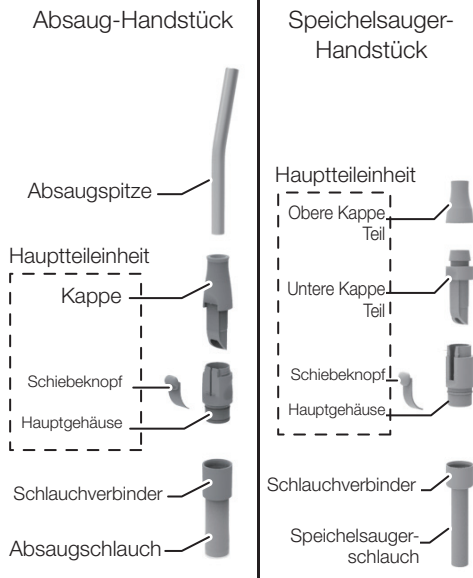 Absaug-Handstück
Absaugspitze
Hauptteileinheit
Kappe
Schiebeknopf
Hauptgehäuse
Schlauchverbinder
Absaugschlauch
Speichelsauger-
Handstück
Hauptteileinheit
Obere Kappe
Teil
Untere Kappe
Teil
Schiebeknopf
Hauptgehäuse
Schlauchverbinder
Speichelsauger-
schlauch